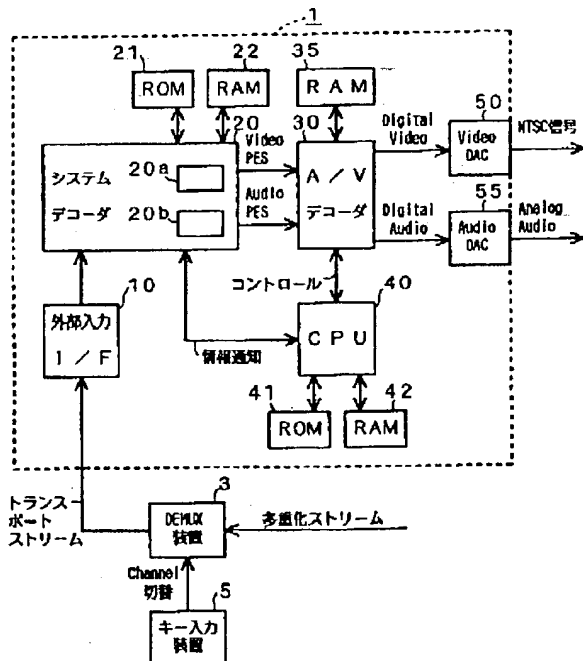 1
21
22
35
ROM
RAM
RAM
20
Video
PES
30
Digital
Video
50
Video
DAC
NTSC信号
システム
デコーダ
20a
20b
Audio
PES
A/V
デコーダ
Digital
Audio
55
Audio
DAC
Analog
Audio
10
外部入力
I/F
コントロール
40
CPU
情報通知
41
42
ROM
RAM
トランス
ポート
ストリーム
3
DEMUX
装置
多重化ストリーム
Channel
切替
5
キー入力
装置